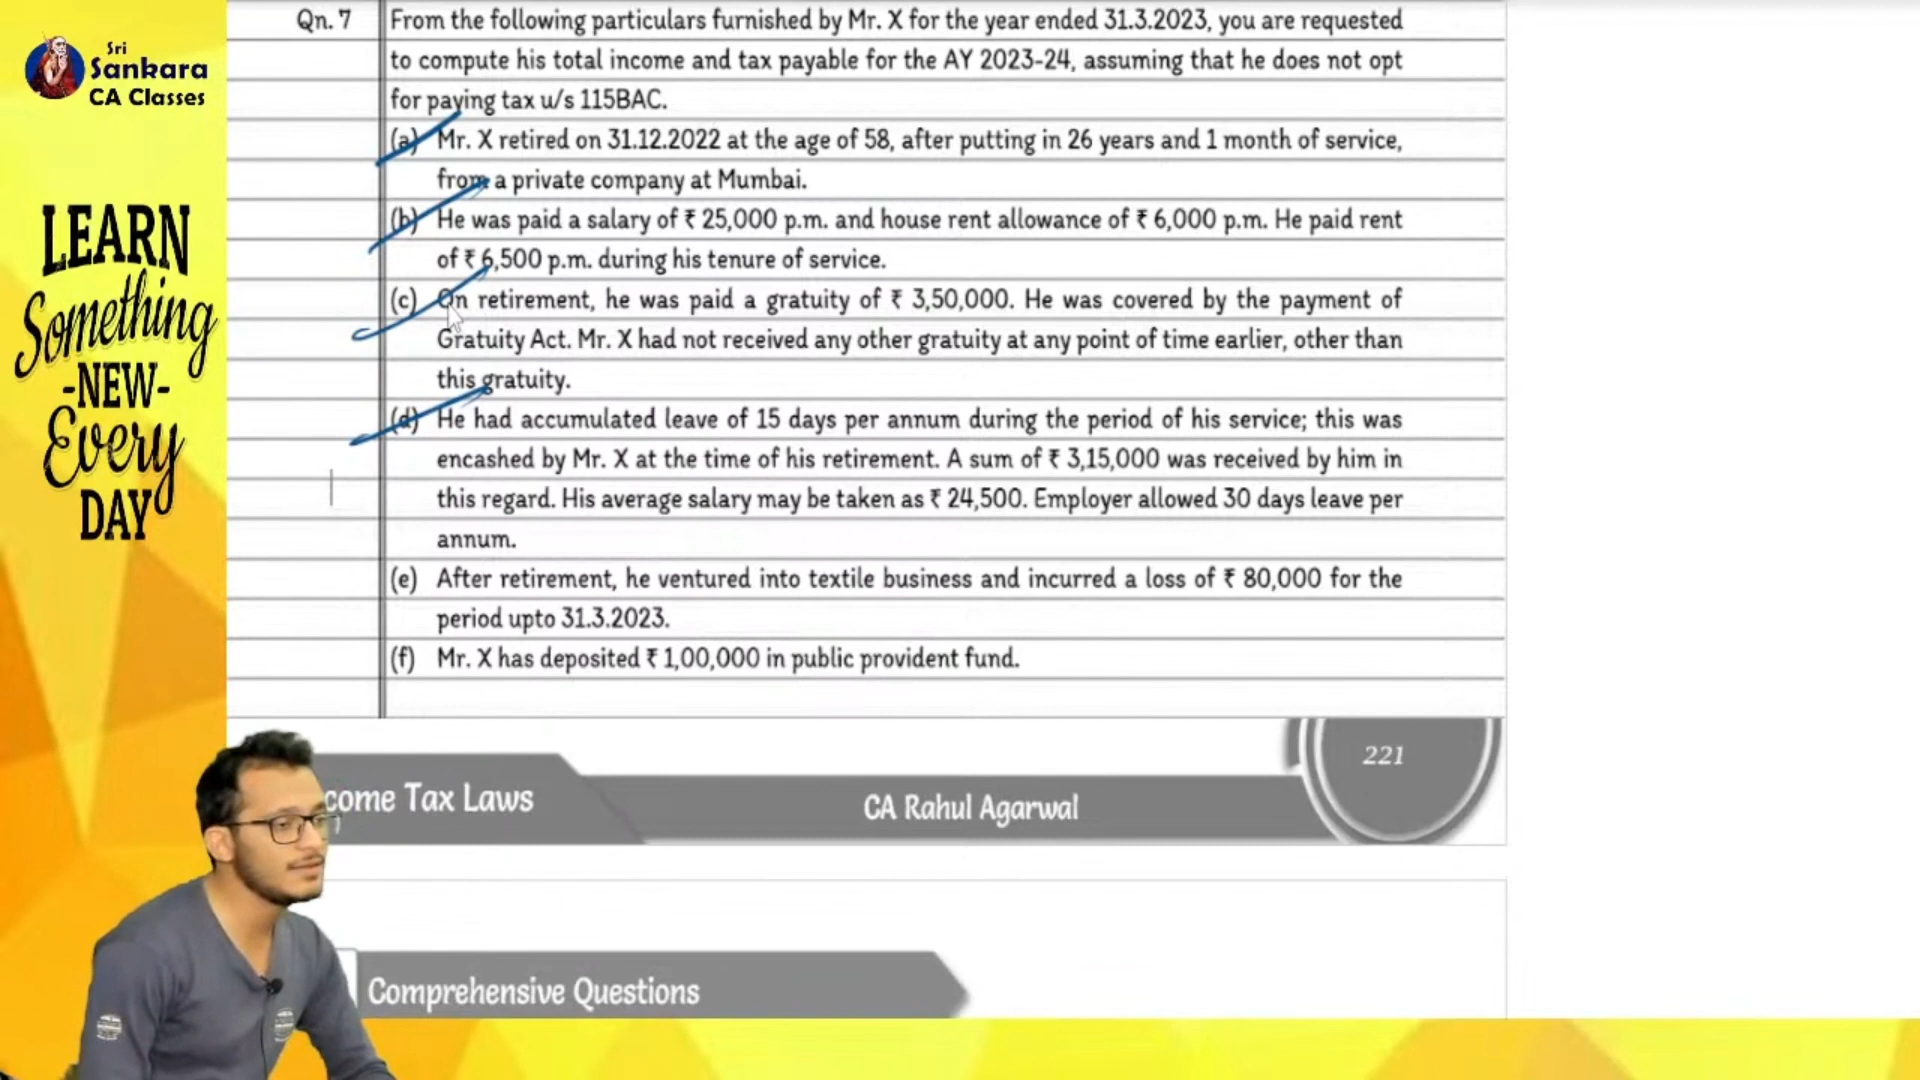 Sri
Sankara
CA Classes
LEARN
Something
-NEW-
Every
DAY
Qn. 7
From the following particulars furnished by Mr. X for the year ended 31.3.2023, you are requested
to compute his total income and tax payable for the AY 2023-24, assuming that he does not opt
for paying tax u/s 115BAC.
(a) Mr. X retired on 31.12.2022 at the age of 58, after putting in 26 years and 1 month of service,
from a private company at Mumbai.
(b) He was paid a salary of ₹ 25,000 p.m. and house rent allowance of ₹ 6,000 p.m. He paid rent
of ₹ 6,500 p.m. during his tenure of service.
(c) On retirement, he was paid a gratuity of ₹ 3,50,000. He was covered by the payment of
Gratuity Act. Mr. X had not received any other gratuity at any point of time earlier, other than
this gratuity.
(d) He had accumulated leave of 15 days per annum during the period of his service; this was
encashed by Mr. X at the time of his retirement. A sum of ₹ 3,15,000 was received by him in
this regard. His average salary may be taken as ₹ 24,500. Employer allowed 30 days leave per
annum.
(e) After retirement, he ventured into textile business and incurred a loss of ₹ 80,000 for the
period upto 31.3.2023.
(f) Mr. X has deposited ₹ 1,00,000 in public provident fund.
221
come Tax Laws
CA Rahul Agarwal
Comprehensive Questions